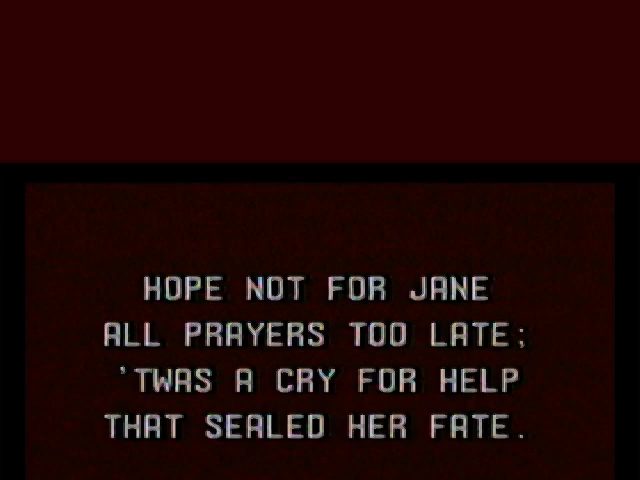 HOPE NOT FOR JANE
ALL PRAYERS TOO LATE;
'TWAS A CRY FOR HELP
THAT SEALED HER FATE.